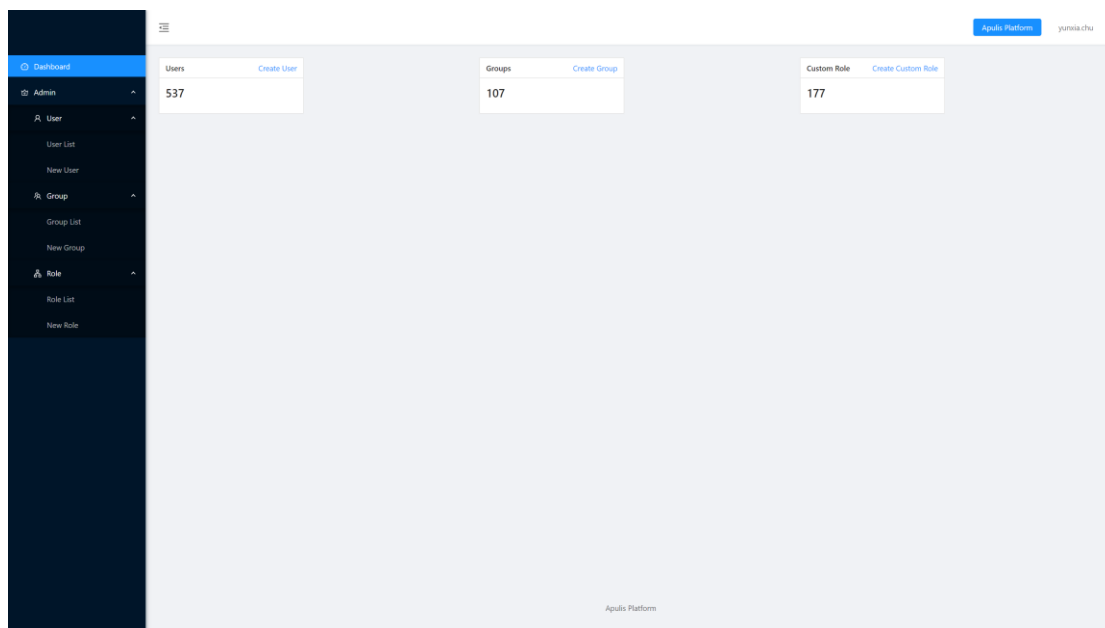 Apulis Platform yunxia.chu
Dashboard
Admin
User
User List
New User
Group
Group List
New Group
Role
Role List
New Role
Users Create User
537
Groups Create Group
107
Custom Role Create Custom Role
177
Apulis Platform